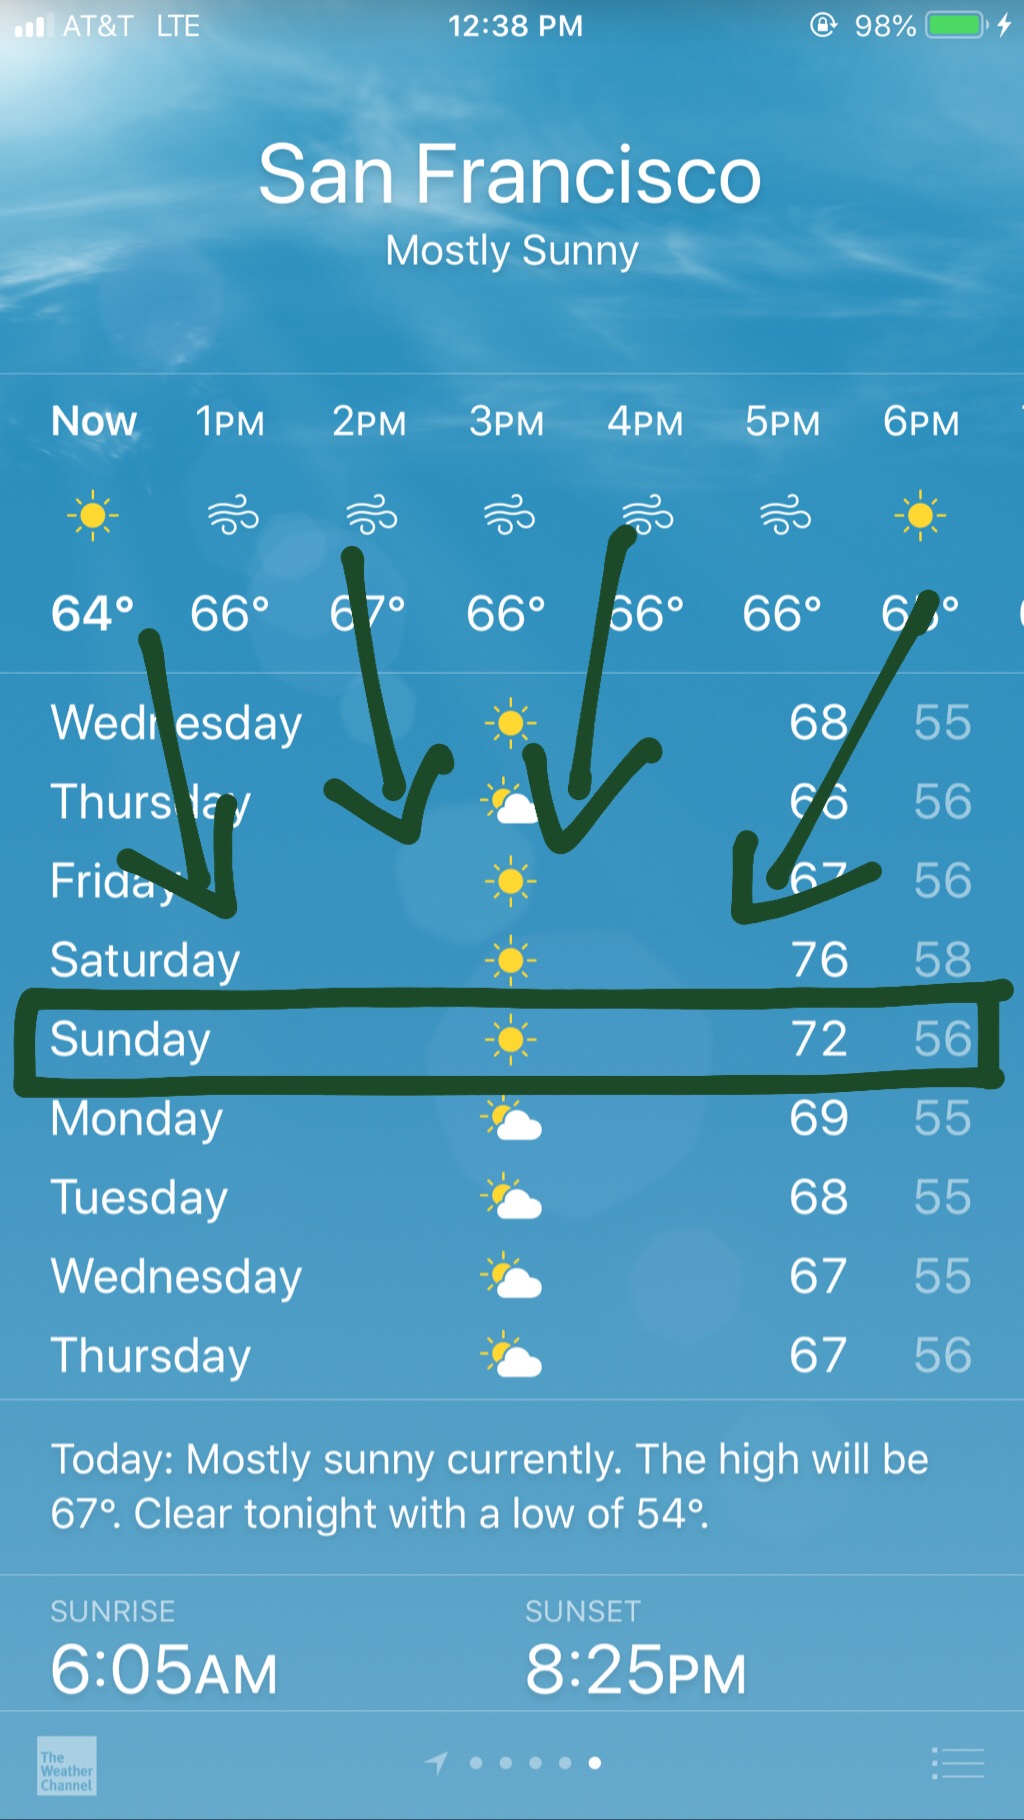 AT&T LTE 12:38 PM 98%
San Francisco
Mostly Sunny
Now 1PM 2PM 3PM 4PM 5PM 6PM
64° 66° 67° 66° 66° 66° 65°
Wednesday 68 55
Thursday 66 56
Friday 67 56
Saturday 76 58
Sunday 72 56
Monday 69 55
Tuesday 68 55
Wednesday 67 55
Thursday 67 56
Today: Mostly sunny currently. The high will be
67°. Clear tonight with a low of 54°.
SUNRISE SUNSET
6:05AM 8:25PM
The
Weather
Channel